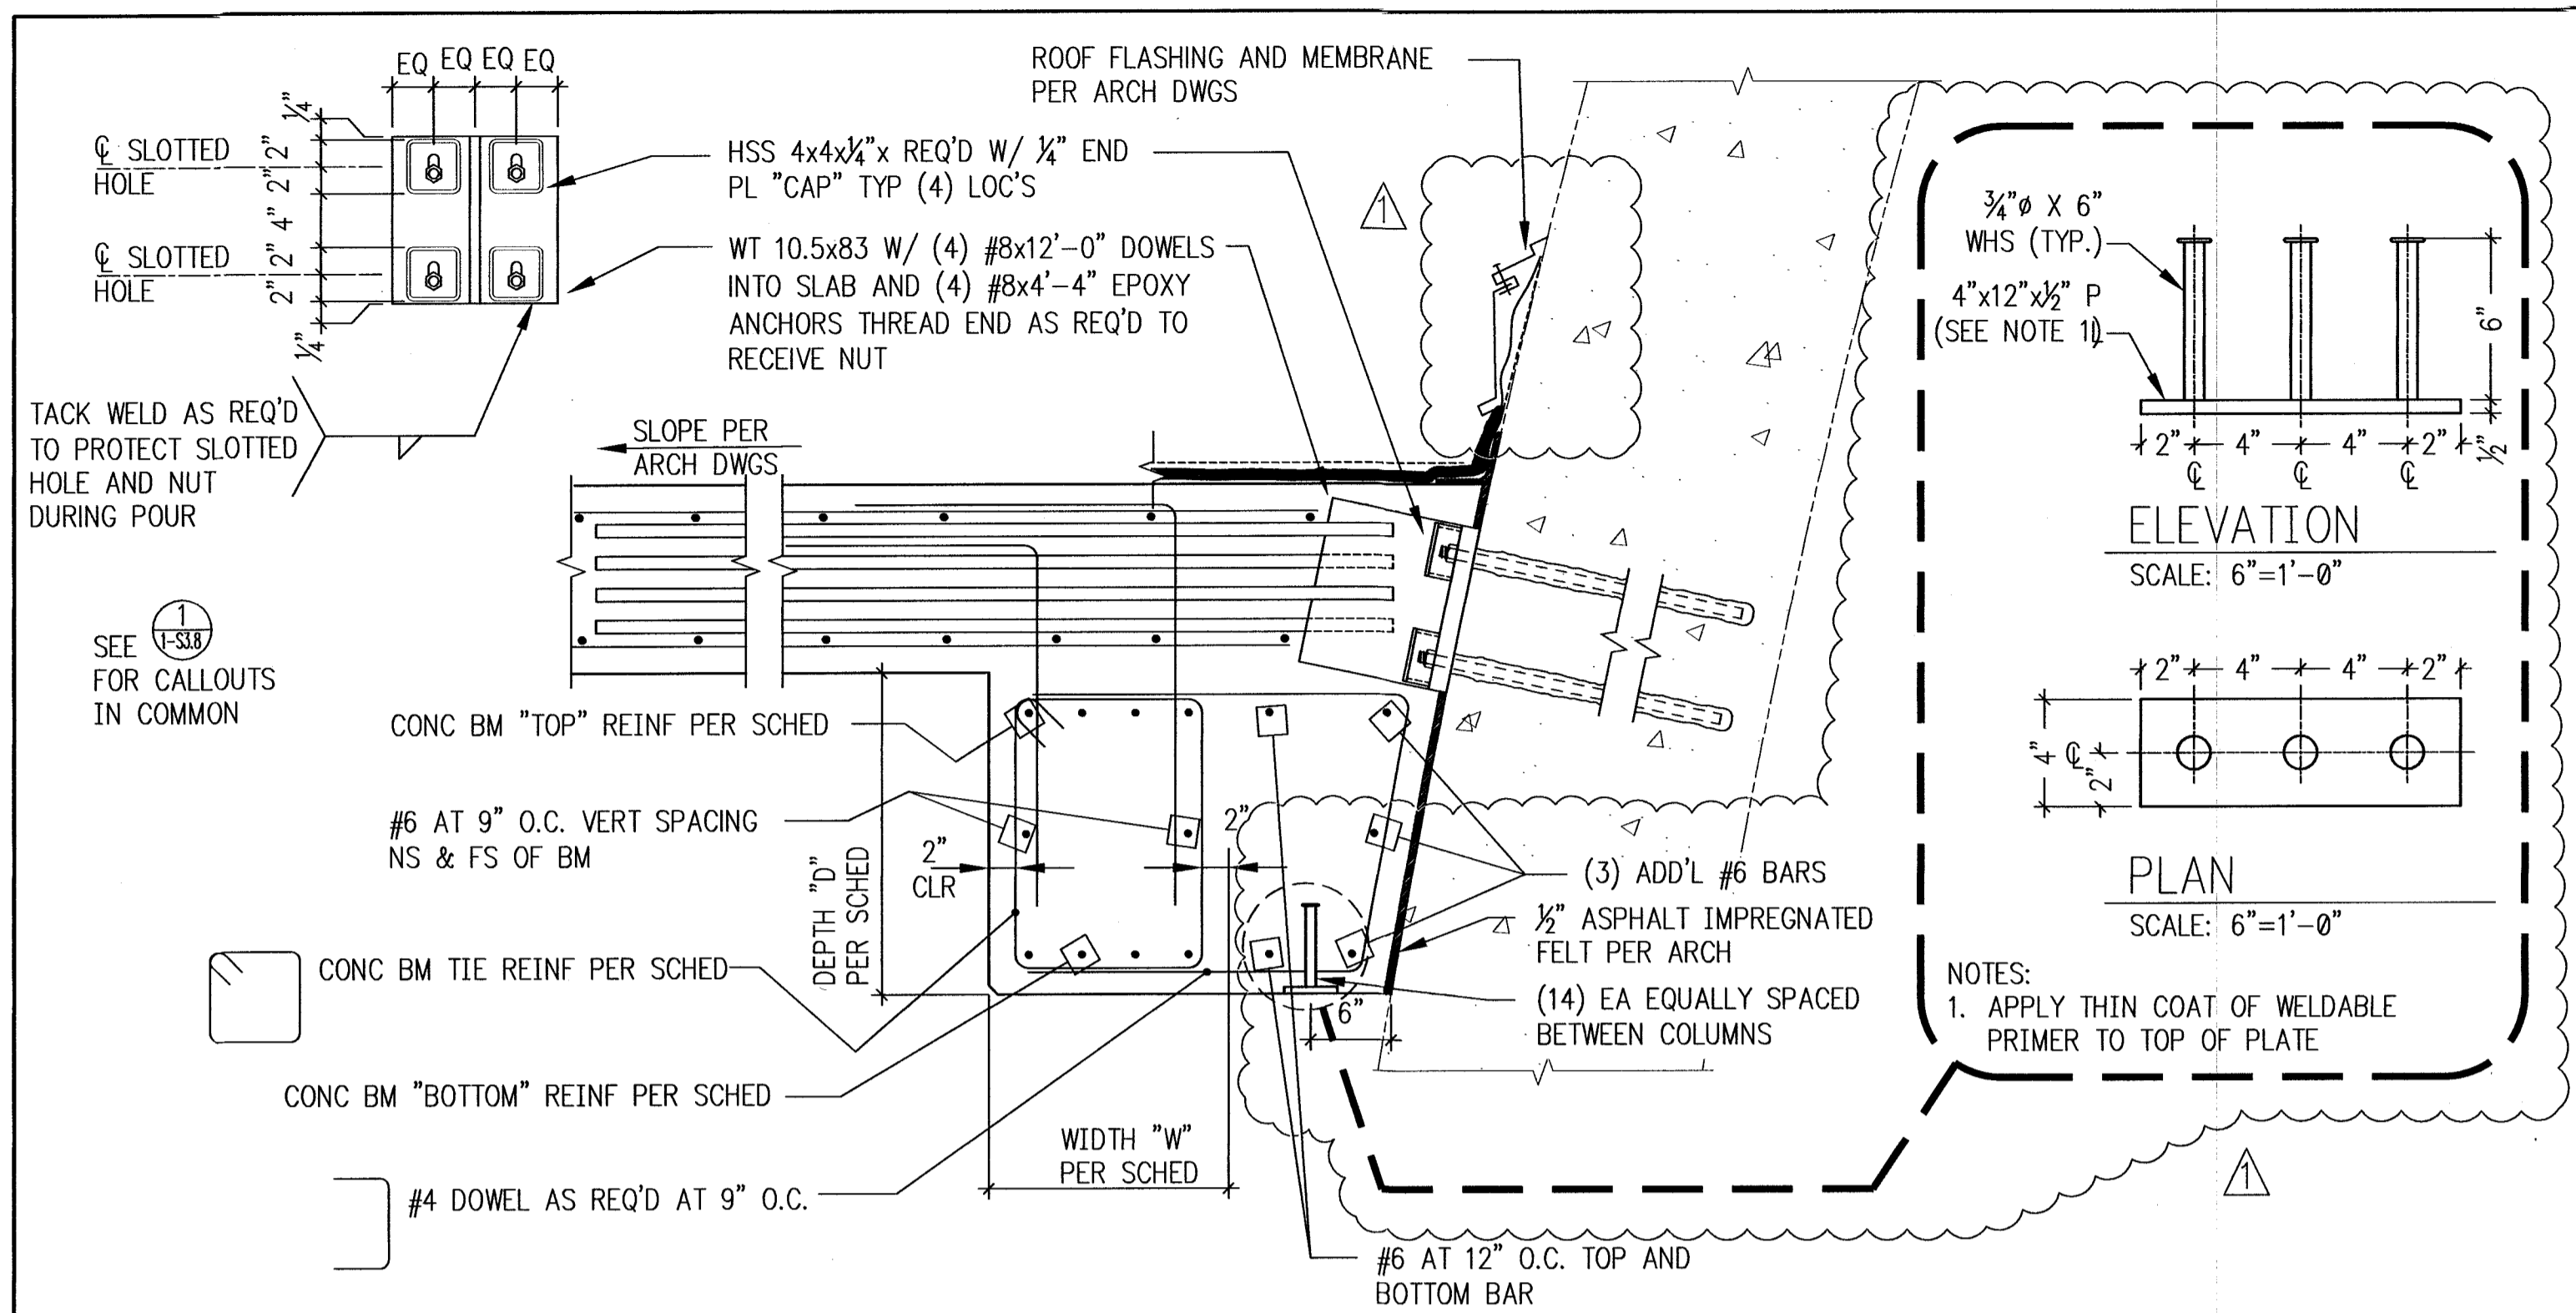 EQ EQ EQ EQ
1/4"
℄ SLOTTED
HOLE
2"
2"
4"
℄ SLOTTED
HOLE
2"
2"
1/4"
TACK WELD AS REQ'D
TO PROTECT SLOTTED
HOLE AND NUT
DURING POUR
HSS 4x4x1/4"x REQ'D W/ 1/4" END
PL "CAP" TYP (4) LOC'S
WT 10.5x83 W/ (4) #8x12'-0" DOWELS
INTO SLAB AND (4) #8x4'-4" EPOXY
ANCHORS THREAD END AS REQ'D TO
RECEIVE NUT
ROOF FLASHING AND MEMBRANE
PER ARCH DWGS
1
SLOPE PER
ARCH DWGS
SEE 1
1-S3.8
FOR CALLOUTS
IN COMMON
CONC BM "TOP" REINF PER SCHED
#6 AT 9" O.C. VERT SPACING
NS & FS OF BM
DEPTH "D"
PER SCHED
2"
CLR
2"
CONC BM TIE REINF PER SCHED
CONC BM "BOTTOM" REINF PER SCHED
#4 DOWEL AS REQ'D AT 9" O.C.
WIDTH "W"
PER SCHED
6"
(3) ADD'L #6 BARS
1/2" ASPHALT IMPREGNATED
FELT PER ARCH
(14) EA EQUALLY SPACED
BETWEEN COLUMNS
#6 AT 12" O.C. TOP AND
BOTTOM BAR
3/4"ø X 6"
WHS (TYP.)
4"x12"x1/2" P
(SEE NOTE 1)
6"
1/2"
2" 4" 4" 2"
℄ ℄ ℄
ELEVATION
SCALE: 6"=1'-0"
2" 4" 4" 2"
4" ℄
2"
PLAN
SCALE: 6"=1'-0"
NOTES:
1. APPLY THIN COAT OF WELDABLE
PRIMER TO TOP OF PLATE
1